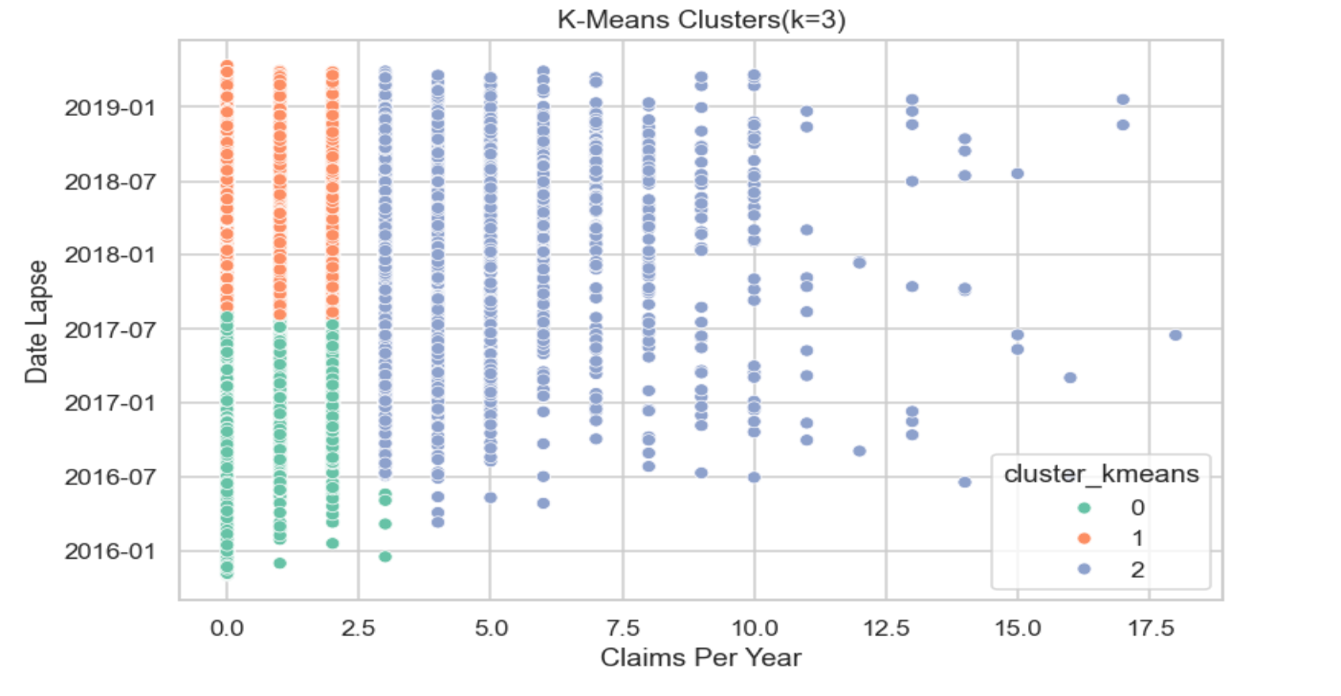 K-Means Clusters(k=3)
Date Lapse
2019-01
2018-07
2018-01
2017-07
2017-01
2016-07
2016-01
cluster_kmeans
0
1
2
0.0 2.5 5.0 7.5 10.0 12.5 15.0 17.5
Claims Per Year